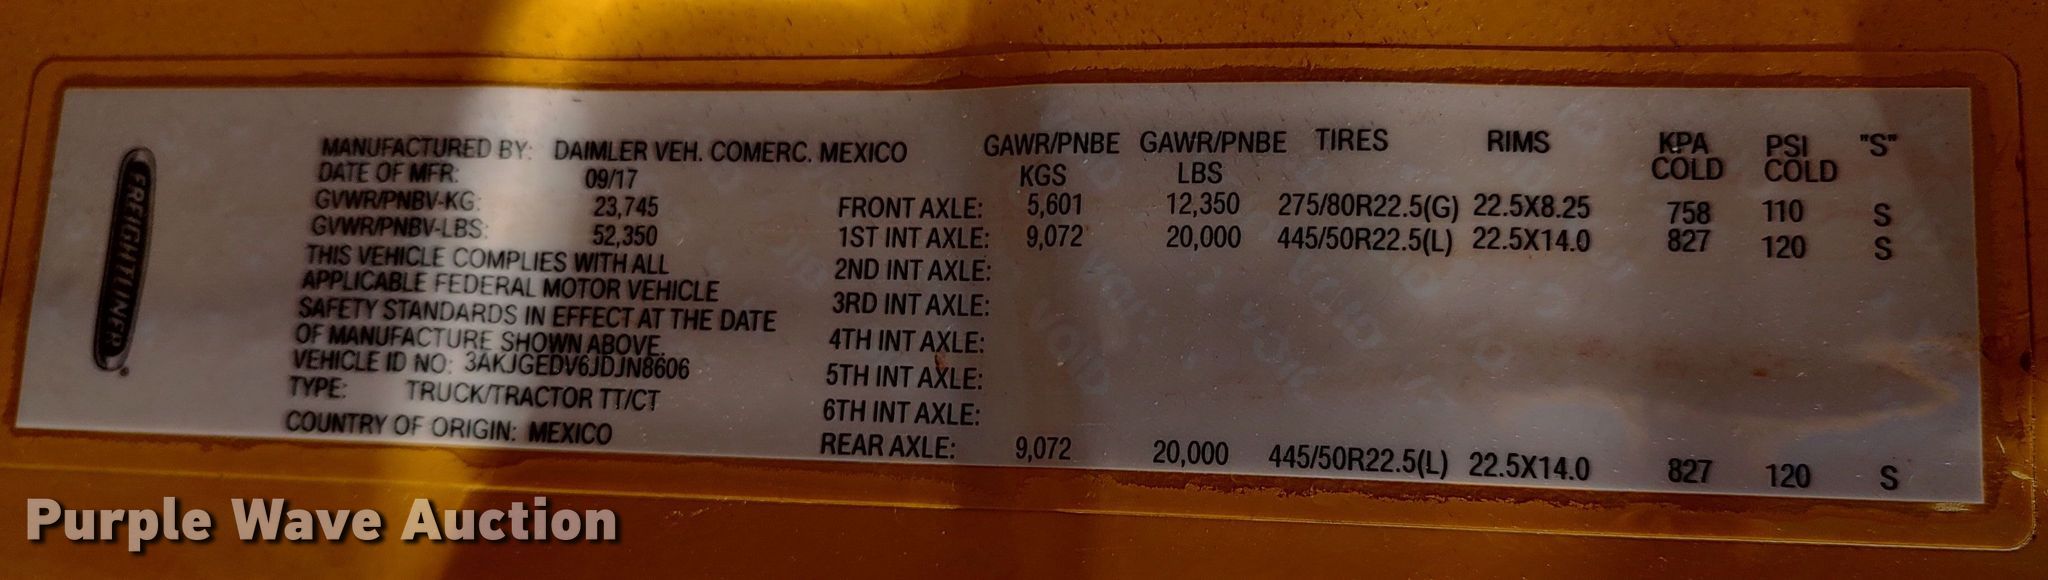 FREIGHTLINER
MANUFACTURED BY: DAIMLER VEH. COMERC. MEXICO
DATE OF MFR: 09/17
GVWR/PNBV-KG: 23,745
GVWR/PNBV-LBS: 52,350
THIS VEHICLE COMPLIES WITH ALL
APPLICABLE FEDERAL MOTOR VEHICLE
SAFETY STANDARDS IN EFFECT AT THE DATE
OF MANUFACTURE SHOWN ABOVE.
VEHICLE ID NO: 3AKJGEDV6JDJN8606
TYPE: TRUCK/TRACTOR TT/CT
COUNTRY OF ORIGIN: MEXICO
GAWR/PNBE GAWR/PNBE TIRES RIMS KPA PSI "S"
KGS LBS COLD COLD
FRONT AXLE: 5,601 12,350 275/80R22.5(G) 22.5X8.25 758 110 S
1ST INT AXLE: 9,072 20,000 445/50R22.5(L) 22.5X14.0 827 120 S
2ND INT AXLE:
3RD INT AXLE:
4TH INT AXLE:
5TH INT AXLE:
6TH INT AXLE:
REAR AXLE: 9,072 20,000 445/50R22.5(L) 22.5X14.0 827 120 S
Purple Wave Auction